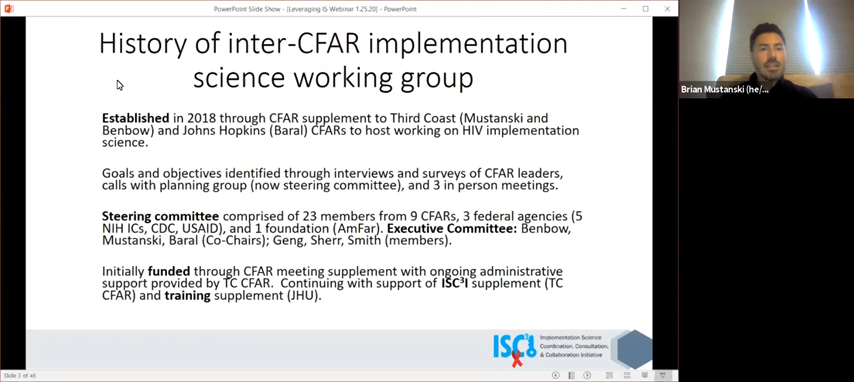 PowerPoint Slide Show - [Leveraging IS Webinar 1.25.20] - PowerPoint
History of inter-CFAR implementation
science working group
Established in 2018 through CFAR supplement to Third Coast (Mustanski and
Benbow) and Johns Hopkins (Baral) CFARs to host working on HIV implementation
science.
Goals and objectives identified through interviews and surveys of CFAR leaders,
calls with planning group (now steering committee), and 3 in person meetings.
Steering committee comprised of 23 members from 9 CFARs, 3 federal agencies (5
NIH ICs, CDC, USAID), and 1 foundation (AmFar). Executive Committee: Benbow,
Mustanski, Baral (Co-Chairs); Geng, Sherr, Smith (members).
Initially funded through CFAR meeting supplement with ongoing administrative
support provided by TC CFAR. Continuing with support of ISC³I supplement (TC
CFAR) and training supplement (JHU).
ISC³I
Implementation Science
Coordination, Consultation,
& Collaboration Initiative
Slide 3 of 46
Brian Mustanski (he/...